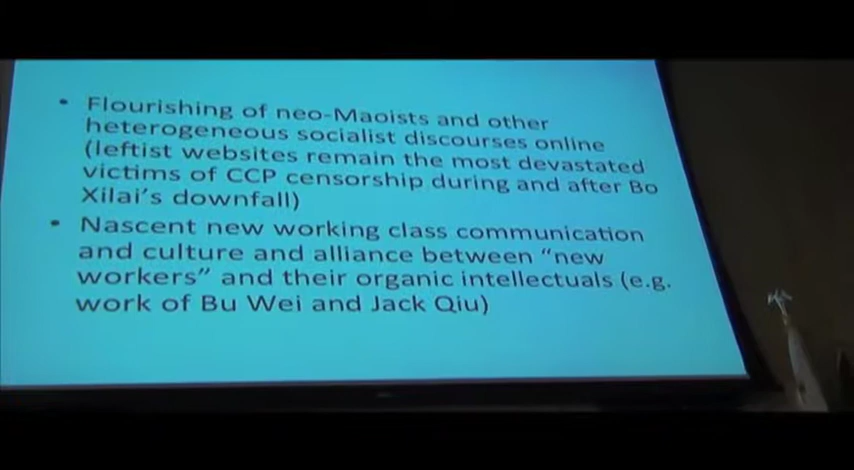 • Flourishing of neo-Maoists and other
heterogeneous socialist discourses online
(leftist websites remain the most devastated
victims of CCP censorship during and after Bo
Xilai's downfall)
• Nascent new working class communication
and culture and alliance between "new
workers" and their organic intellectuals (e.g.
work of Bu Wei and Jack Qiu)